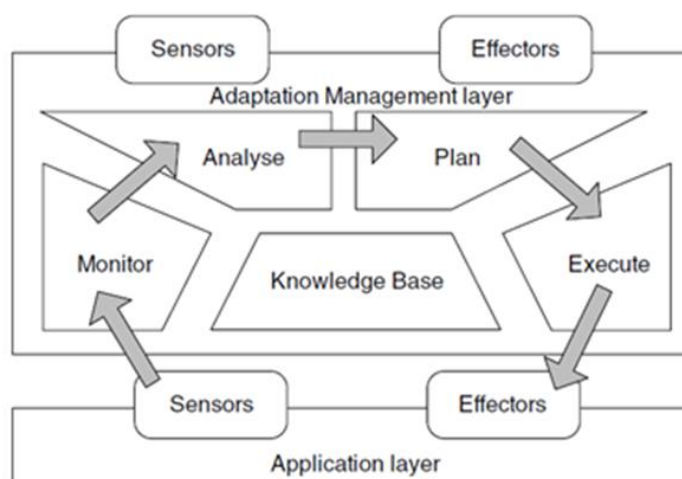 Sensors
Effectors
Adaptation Management layer
Analyse
Plan
Monitor
Knowledge Base
Execute
Sensors
Effectors
Application layer